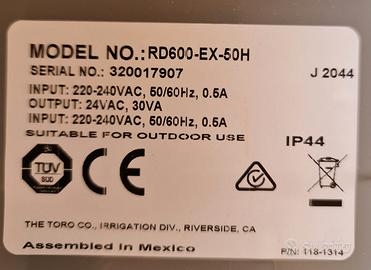 MODEL NO.: RD600-EX-50H
SERIAL NO.: 320017907 J 2044
INPUT: 220-240VAC, 50/60Hz, 0.5A
OUTPUT: 24VAC, 30VA
INPUT: 220-240VAC, 50/60Hz, 0.5A
SUITABLE FOR OUTDOOR USE
IP44
TÜV
SÜD
CE
THE TORO CO., IRRIGATION DIV., RIVERSIDE, CA
Assembled in Mexico
P/N: 118-1314
subito